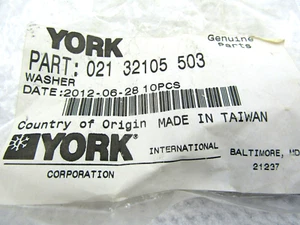 YORK
Genuine
Parts
PART: 021 32105 503
WASHER
DATE:2012-06-28 10PCS
Country of Origin MADE IN TAIWAN
YORK®
INTERNATIONAL
BALTIMORE, MD
21237
CORPORATION